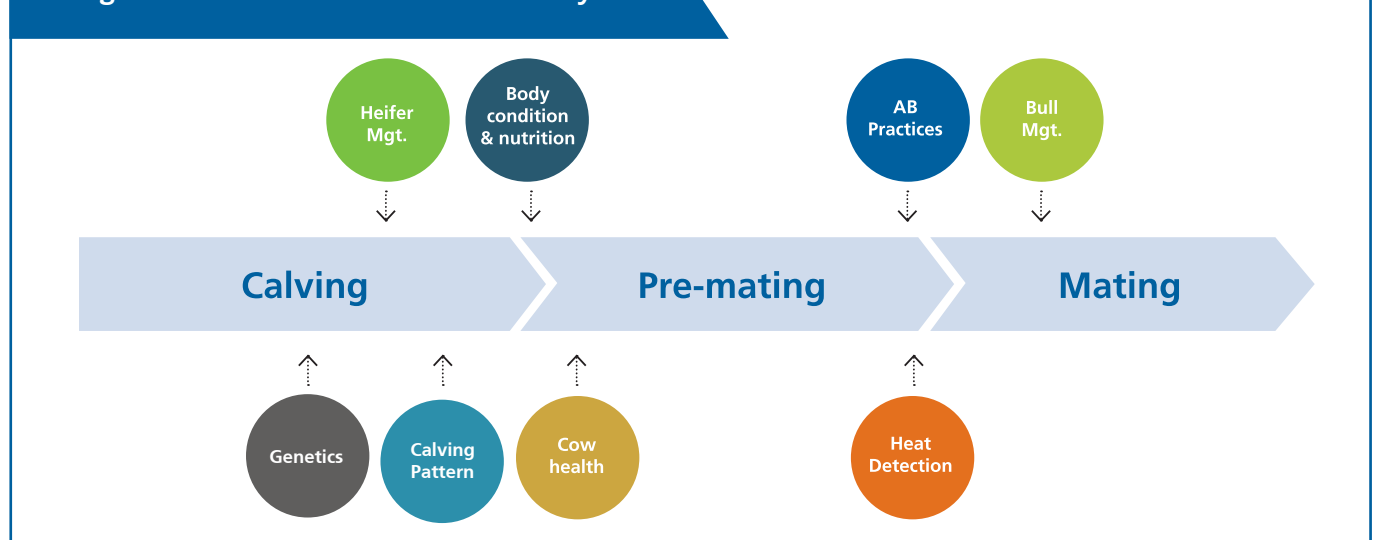 Heifer
Mgt.
Body
condition
& nutrition
AB
Practices
Bull
Mgt.
Calving
Pre-mating
Mating
Genetics
Calving
Pattern
Cow
health
Heat
Detection